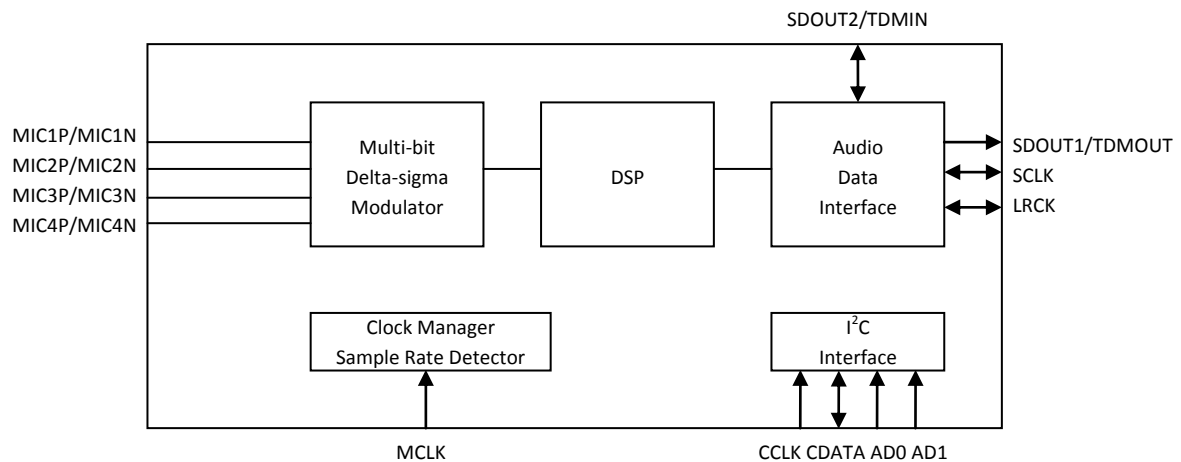 SDOUT2/TDMIN
MIC1P/MIC1N
MIC2P/MIC2N
MIC3P/MIC3N
MIC4P/MIC4N
Multi-bit
Delta-sigma
Modulator
DSP
Audio
Data
Interface
SDOUT1/TDMOUT
SCLK
LRCK
Clock Manager
Sample Rate Detector
I²C
Interface
MCLK
CCLK CDATA AD0 AD1